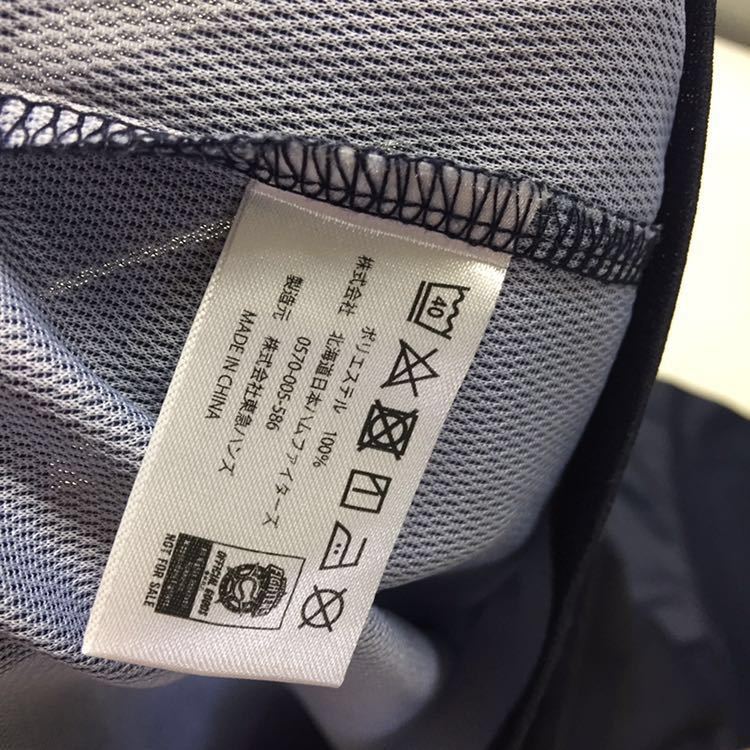 40
ポリエステル 100%
株式会社 北海道日本ハムファイターズ
0570-005-586
製造元 株式会社東急ハンズ
MADE IN CHINA
FIGHTERS
OFFICIAL GOODS
NOT FOR SALE